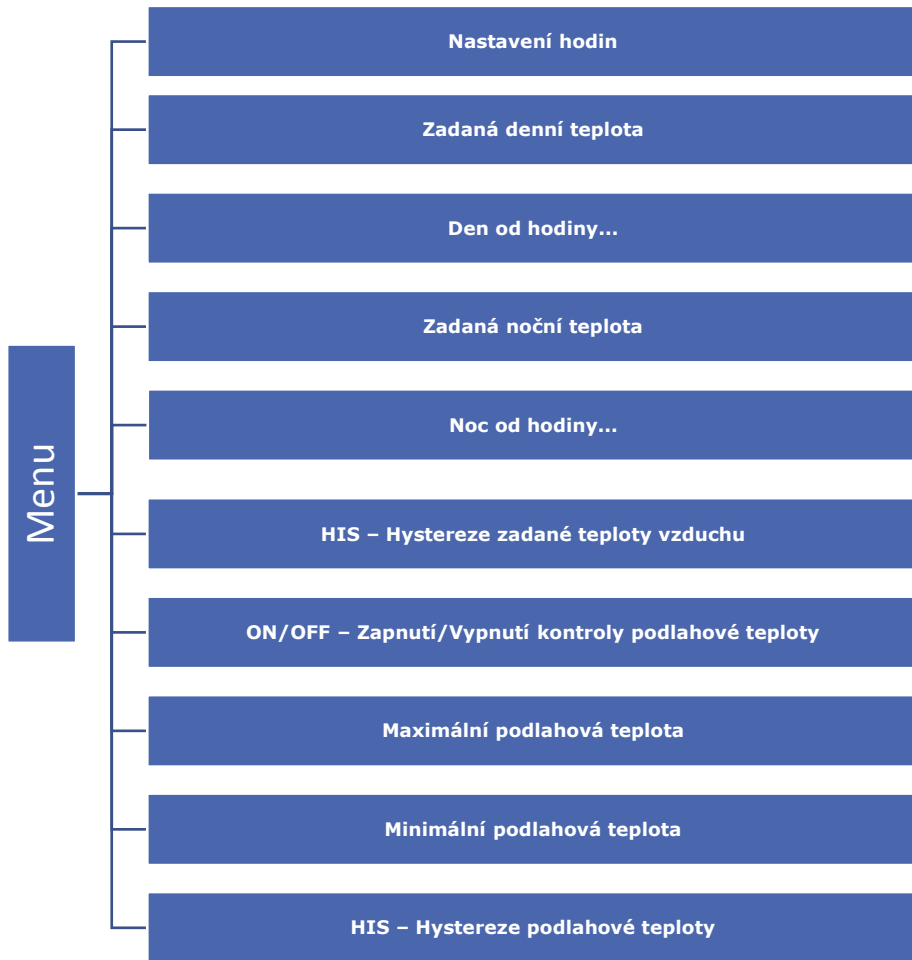 Menu
Nastavení hodin
Zadaná denní teplota
Den od hodiny...
Zadaná noční teplota
Noc od hodiny...
HIS – Hystereze zadané teploty vzduchu
ON/OFF – Zapnutí/Vypnutí kontroly podlahové teploty
Maximální podlahová teplota
Minimální podlahová teplota
HIS – Hystereze podlahové teploty